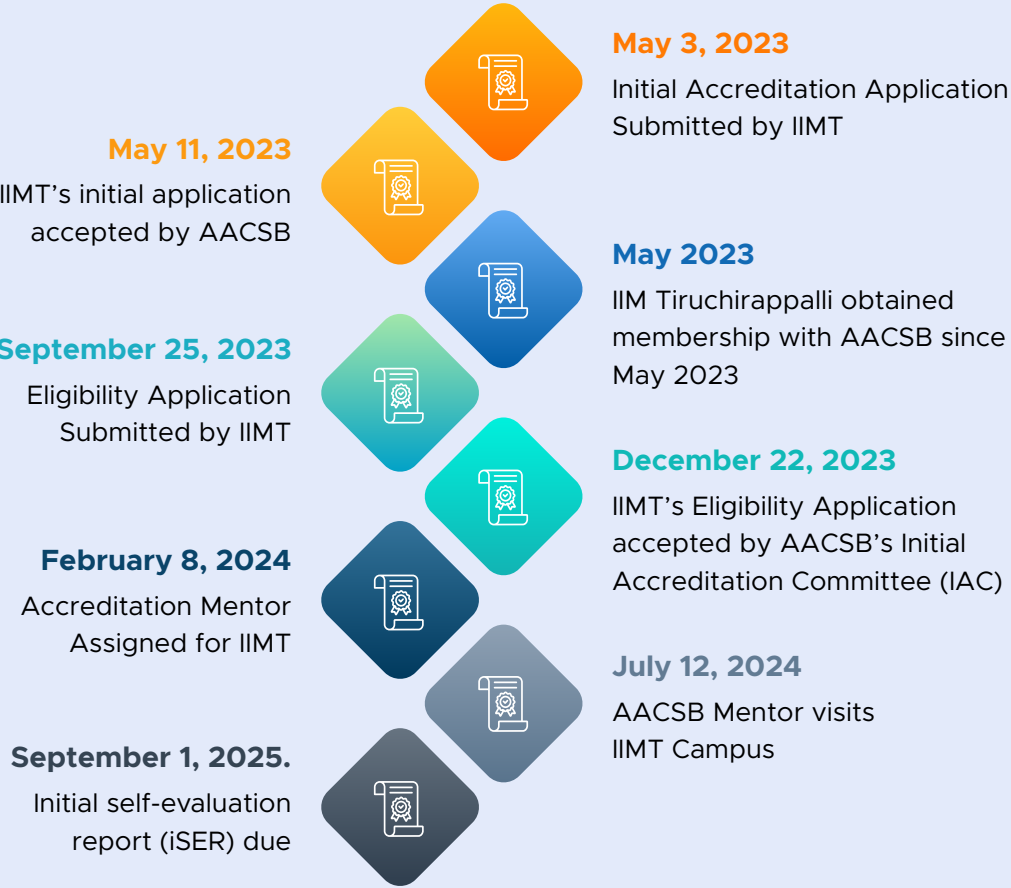 May 3, 2023
Initial Accreditation Application
Submitted by IIMT
May 11, 2023
IIMT's initial application
accepted by AACSB
May 2023
IIM Tiruchirappalli obtained
membership with AACSB since
May 2023
September 25, 2023
Eligibility Application
Submitted by IIMT
December 22, 2023
IIMT's Eligibility Application
accepted by AACSB's Initial
Accreditation Committee (IAC)
February 8, 2024
Accreditation Mentor
Assigned for IIMT
July 12, 2024
AACSB Mentor visits
IIMT Campus
September 1, 2025.
Initial self-evaluation
report (iSER) due